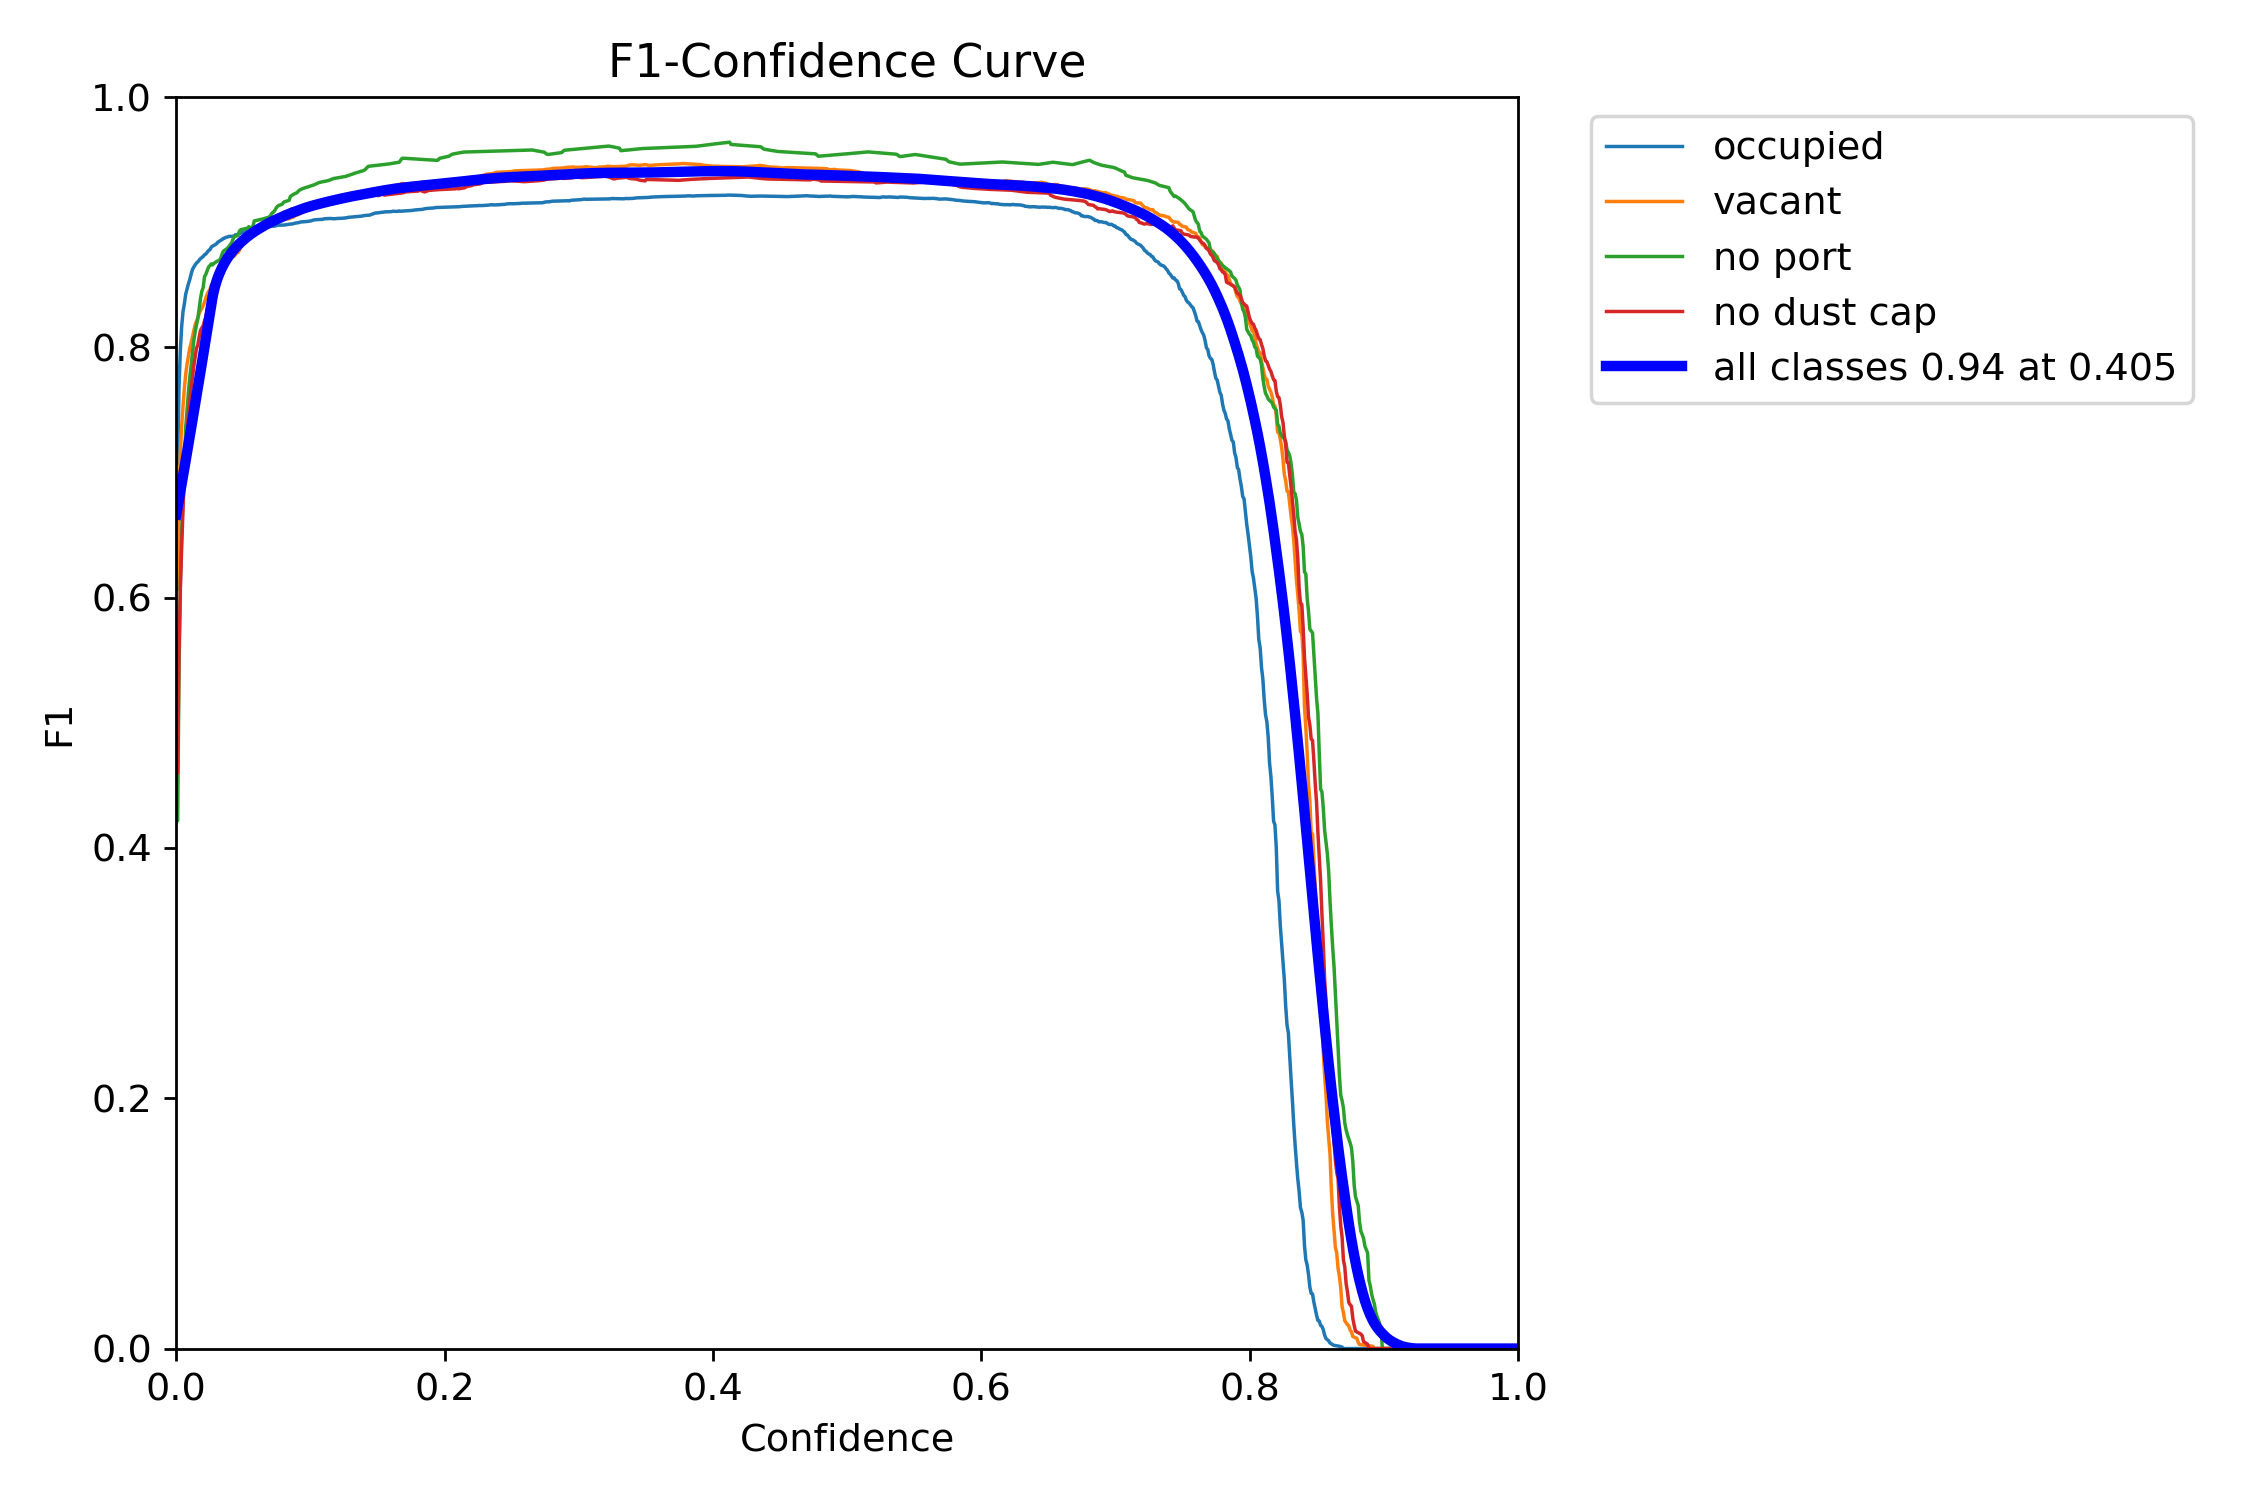 F1-Confidence Curve
1.0
0.8
0.6
0.4
0.2
0.0
F1
0.0 0.2 0.4 0.6 0.8 1.0
Confidence
occupied
vacant
no port
no dust cap
all classes 0.94 at 0.405